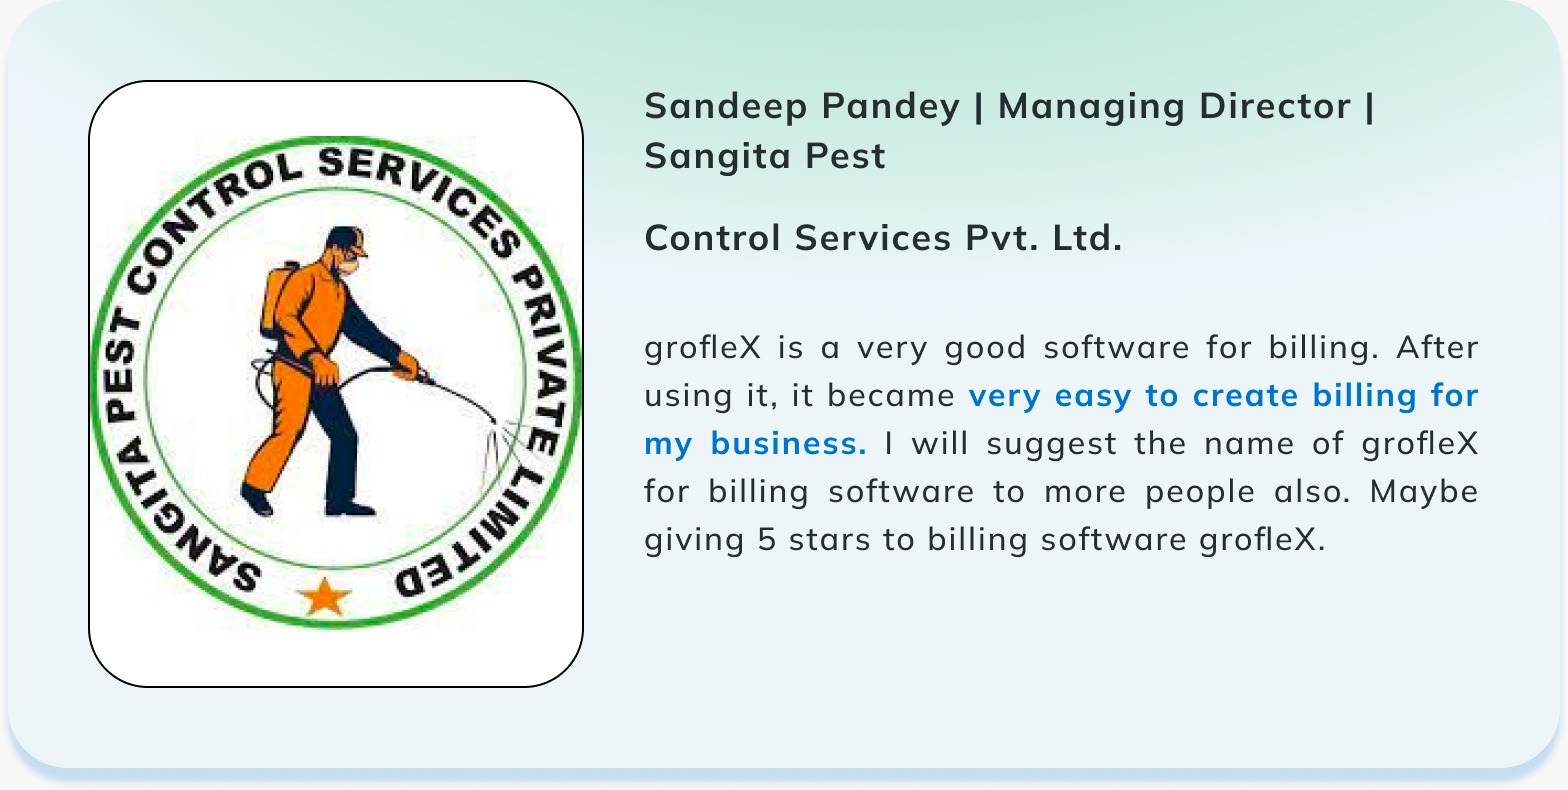 SANGITA PEST CONTROL SERVICES PRIVATE LIMITED
Sandeep Pandey | Managing Director |
Sangita Pest
Control Services Pvt. Ltd.
grofleX is a very good software for billing. After
using it, it became very easy to create billing for
my business. I will suggest the name of grofleX
for billing software to more people also. Maybe
giving 5 stars to billing software grofleX.